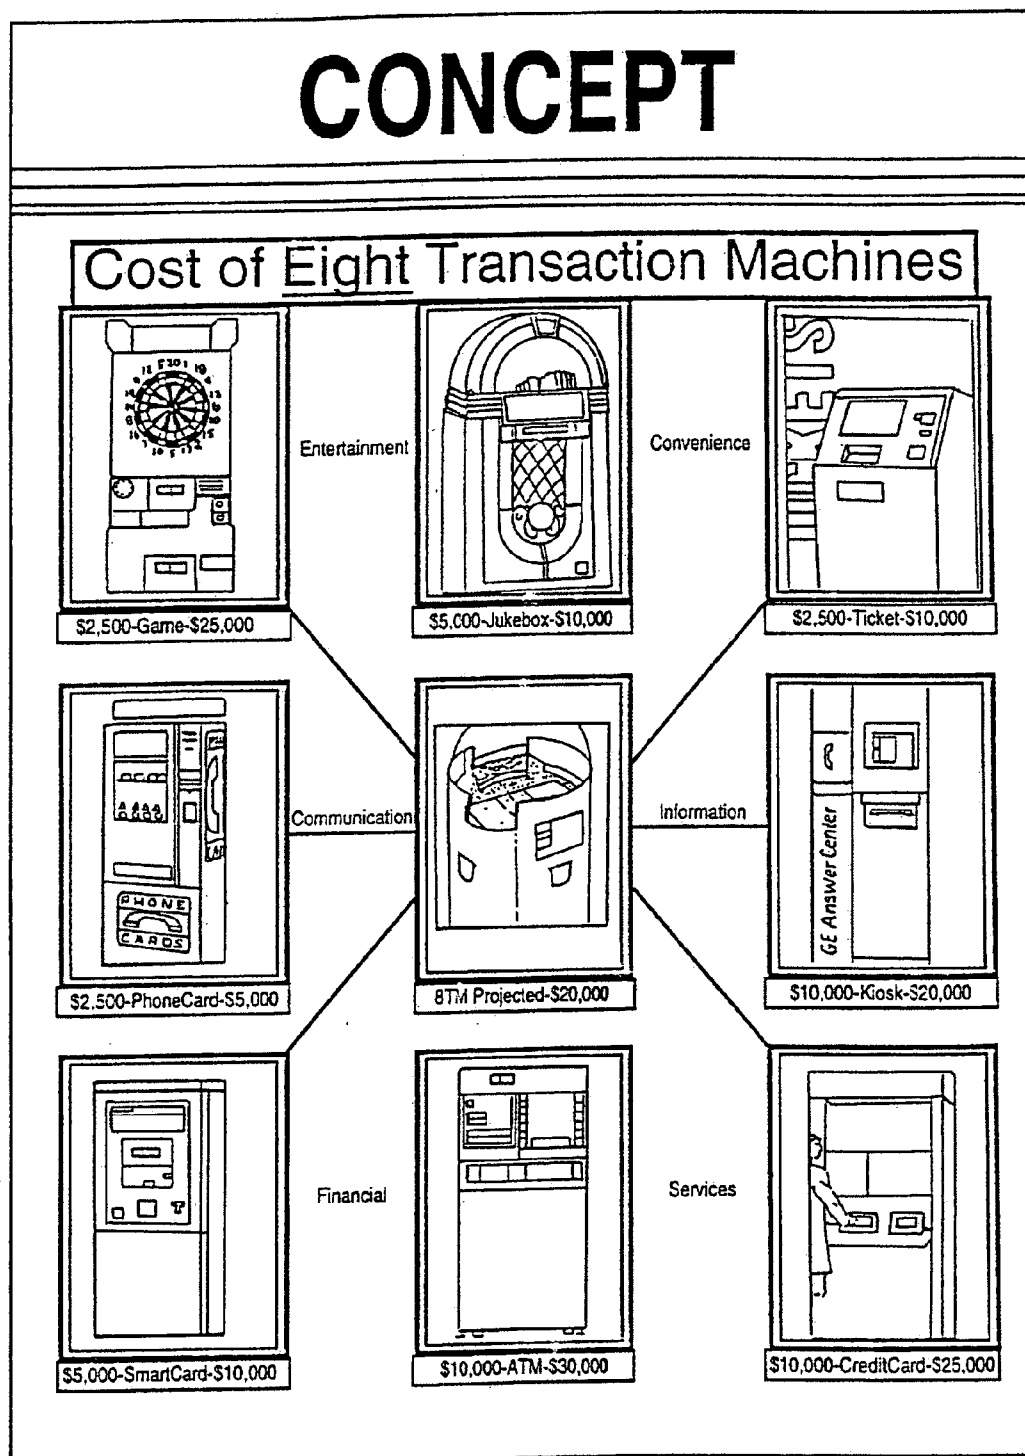 CONCEPT
Cost of Eight Transaction Machines
Entertainment
Convenience
$2,500-Game-$25,000
$5,000-Jukebox-$10,000
$2,500-Ticket-$10,000
Communication
Information
PHONE
CARDS
GE Answer Center
$2,500-PhoneCard-$5,000
8TM Projected-$20,000
$10,000-Kiosk-$20,000
Financial
Services
$5,000-SmartCard-$10,000
$10,000-ATM-$30,000
$10,000-CreditCard-$25,000